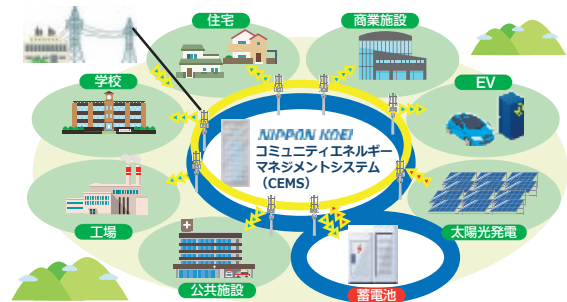 住宅
商業施設
学校
EV
NIPPON KOEI
コミュニティエネルギー
マネジメントシステム
（CEMS）
工場
太陽光発電
公共施設
蓄電池